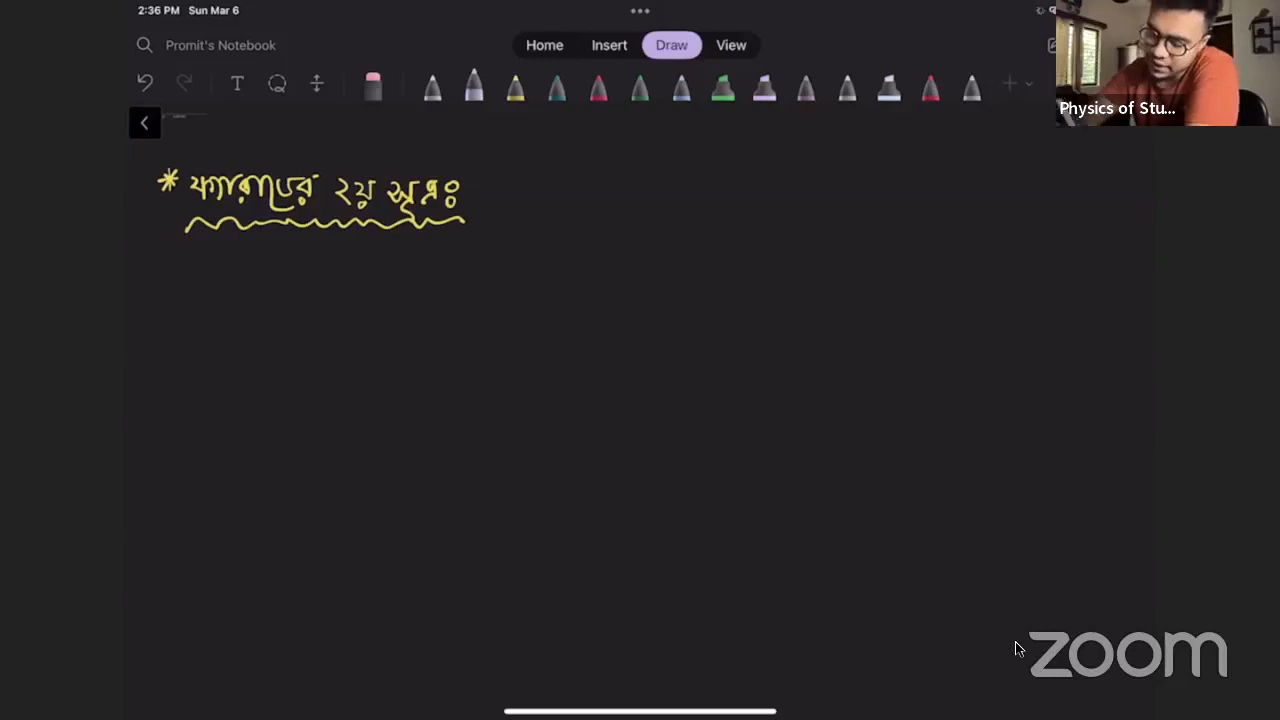 2:36 PM Sun Mar 6
Promit's Notebook
Home Insert Draw View
Physics of Stu...
* ফ্যারাডের ২য় সূত্রঃ
zoom